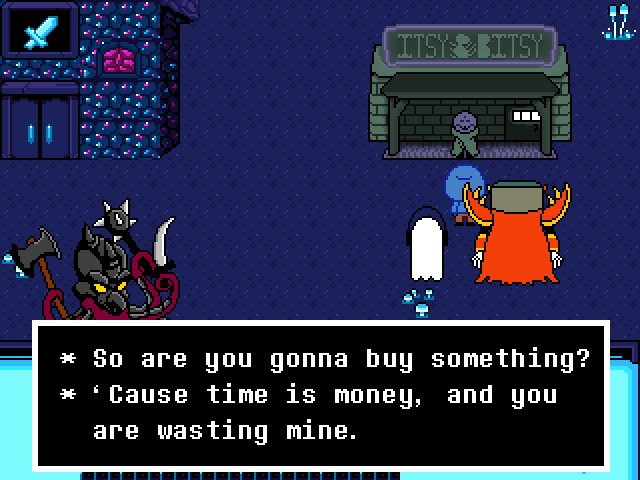 ITSY BITSY
* So are you gonna buy something?
* ‘Cause time is money, and you
are wasting mine.